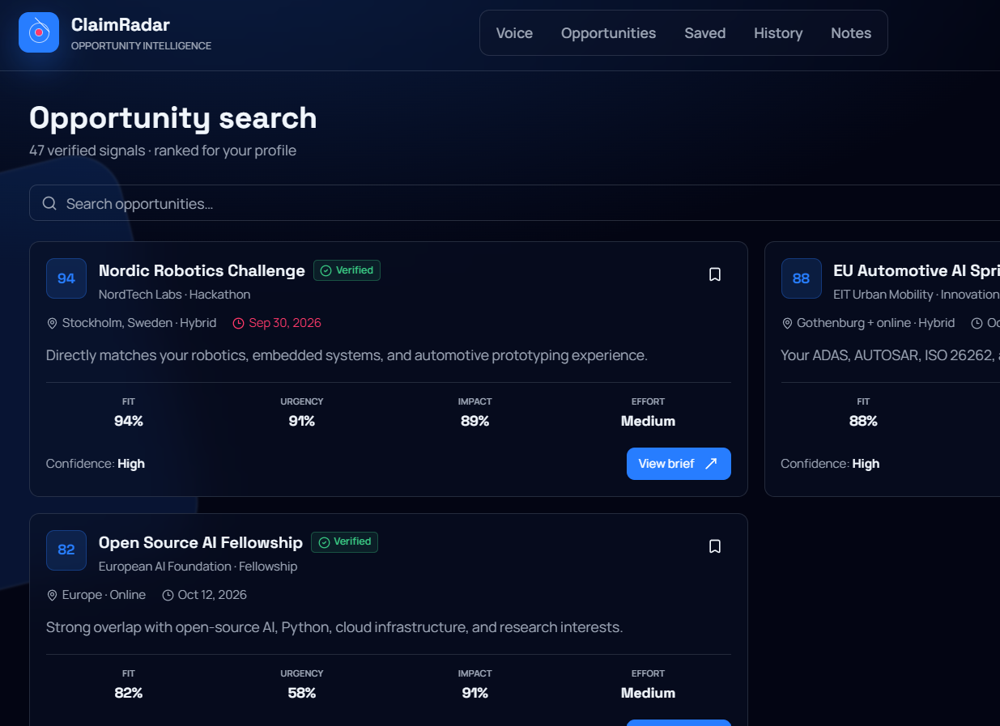 ClaimRadar
OPPORTUNITY INTELLIGENCE
Voice Opportunities Saved History Notes
Opportunity search
47 verified signals · ranked for your profile
Search opportunities...
94
Nordic Robotics Challenge
Verified
NordTech Labs · Hackathon
Stockholm, Sweden · Hybrid
Sep 30, 2026
Directly matches your robotics, embedded systems, and automotive prototyping experience.
FIT URGENCY IMPACT EFFORT
94% 91% 89% Medium
Confidence: High
View brief
88
EU Automotive AI
EIT Urban Mobility · Innovation
Gothenburg + online · Hybrid
Your ADAS, AUTOSAR, ISO 26262,
FIT
88%
Confidence: High
82
Open Source AI Fellowship
Verified
European AI Foundation · Fellowship
Europe · Online
Oct 12, 2026
Strong overlap with open-source AI, Python, cloud infrastructure, and research interests.
FIT URGENCY IMPACT EFFORT
82% 58% 91% Medium